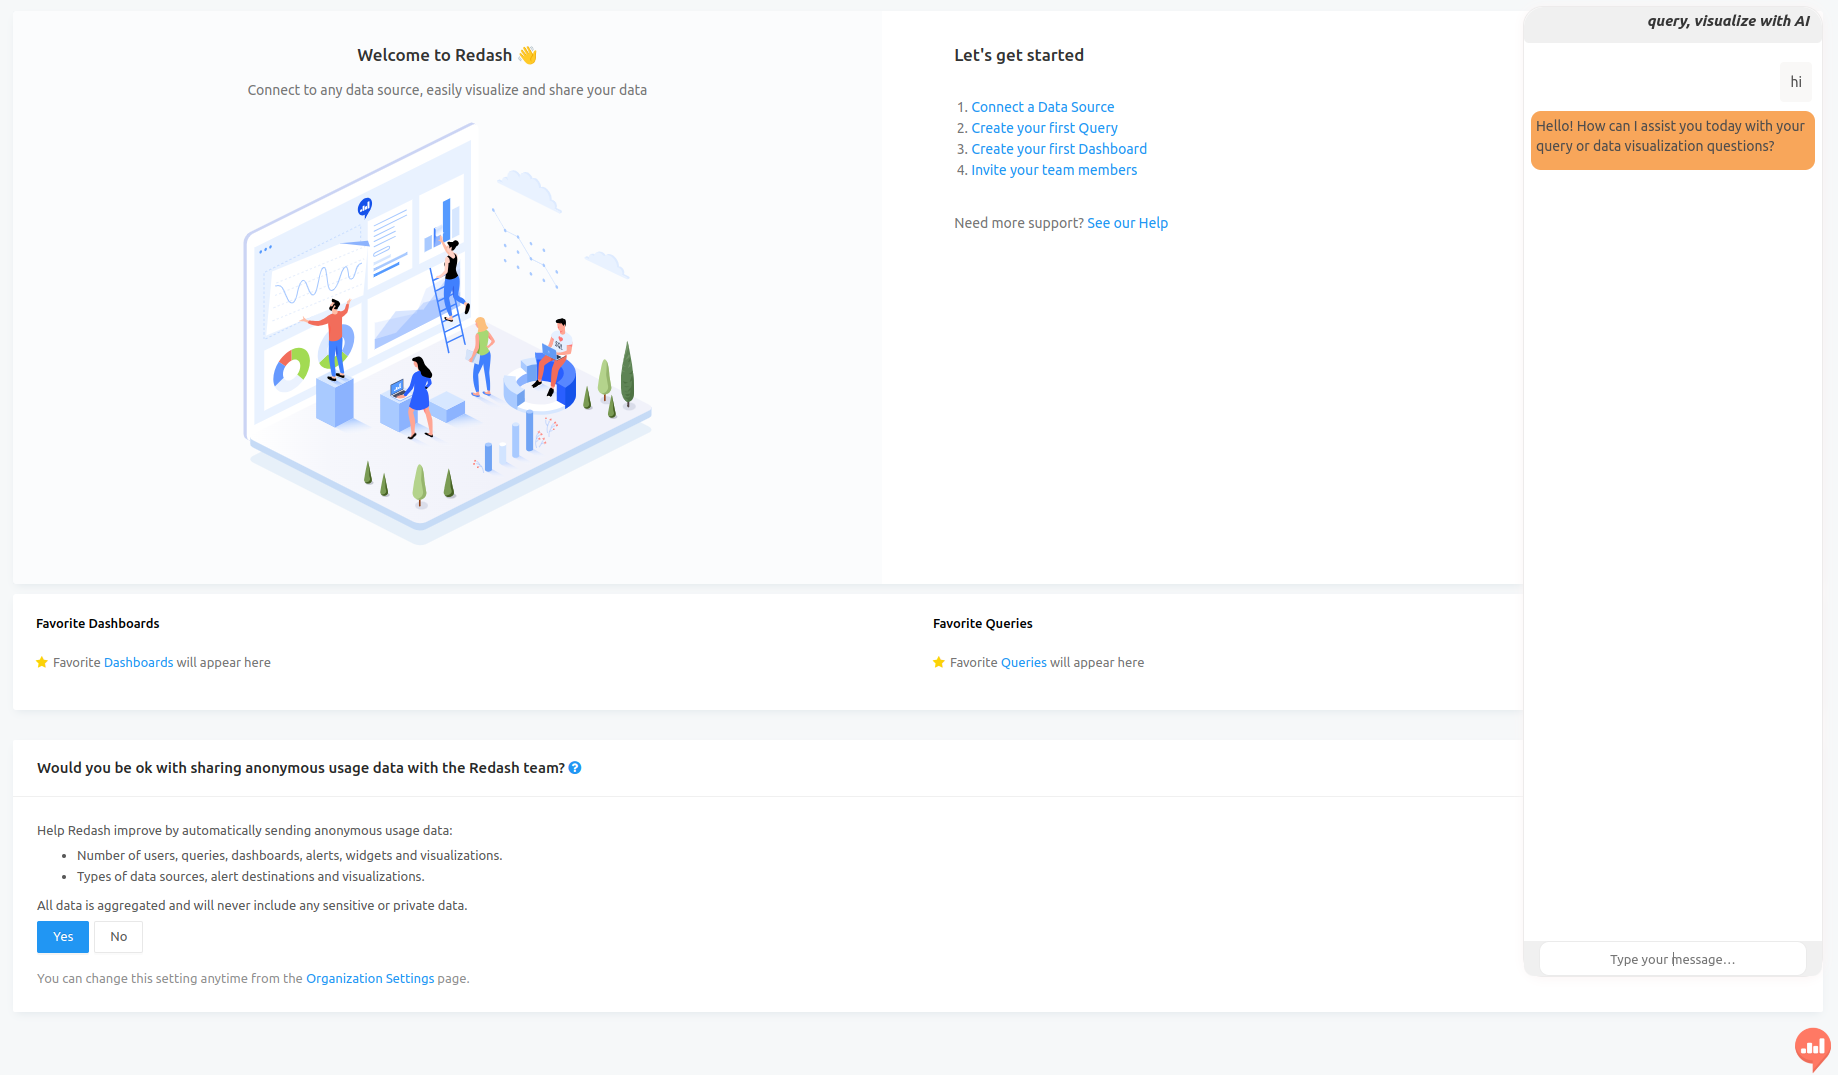 Welcome to Redash 👋
Connect to any data source, easily visualize and share your data
Let's get started
1. Connect a Data Source
2. Create your first Query
3. Create your first Dashboard
4. Invite your team members
Need more support? See our Help
Favorite Dashboards
Favorite Dashboards will appear here
Favorite Queries
Favorite Queries will appear here
Would you be ok with sharing anonymous usage data with the Redash team?
Help Redash improve by automatically sending anonymous usage data:
• Number of users, queries, dashboards, alerts, widgets and visualizations.
• Types of data sources, alert destinations and visualizations.
All data is aggregated and will never include any sensitive or private data.
Yes
No
You can change this setting anytime from the Organization Settings page.
query, visualize with AI
hi
Hello! How can I assist you today with your
query or data visualization questions?
Type your message...